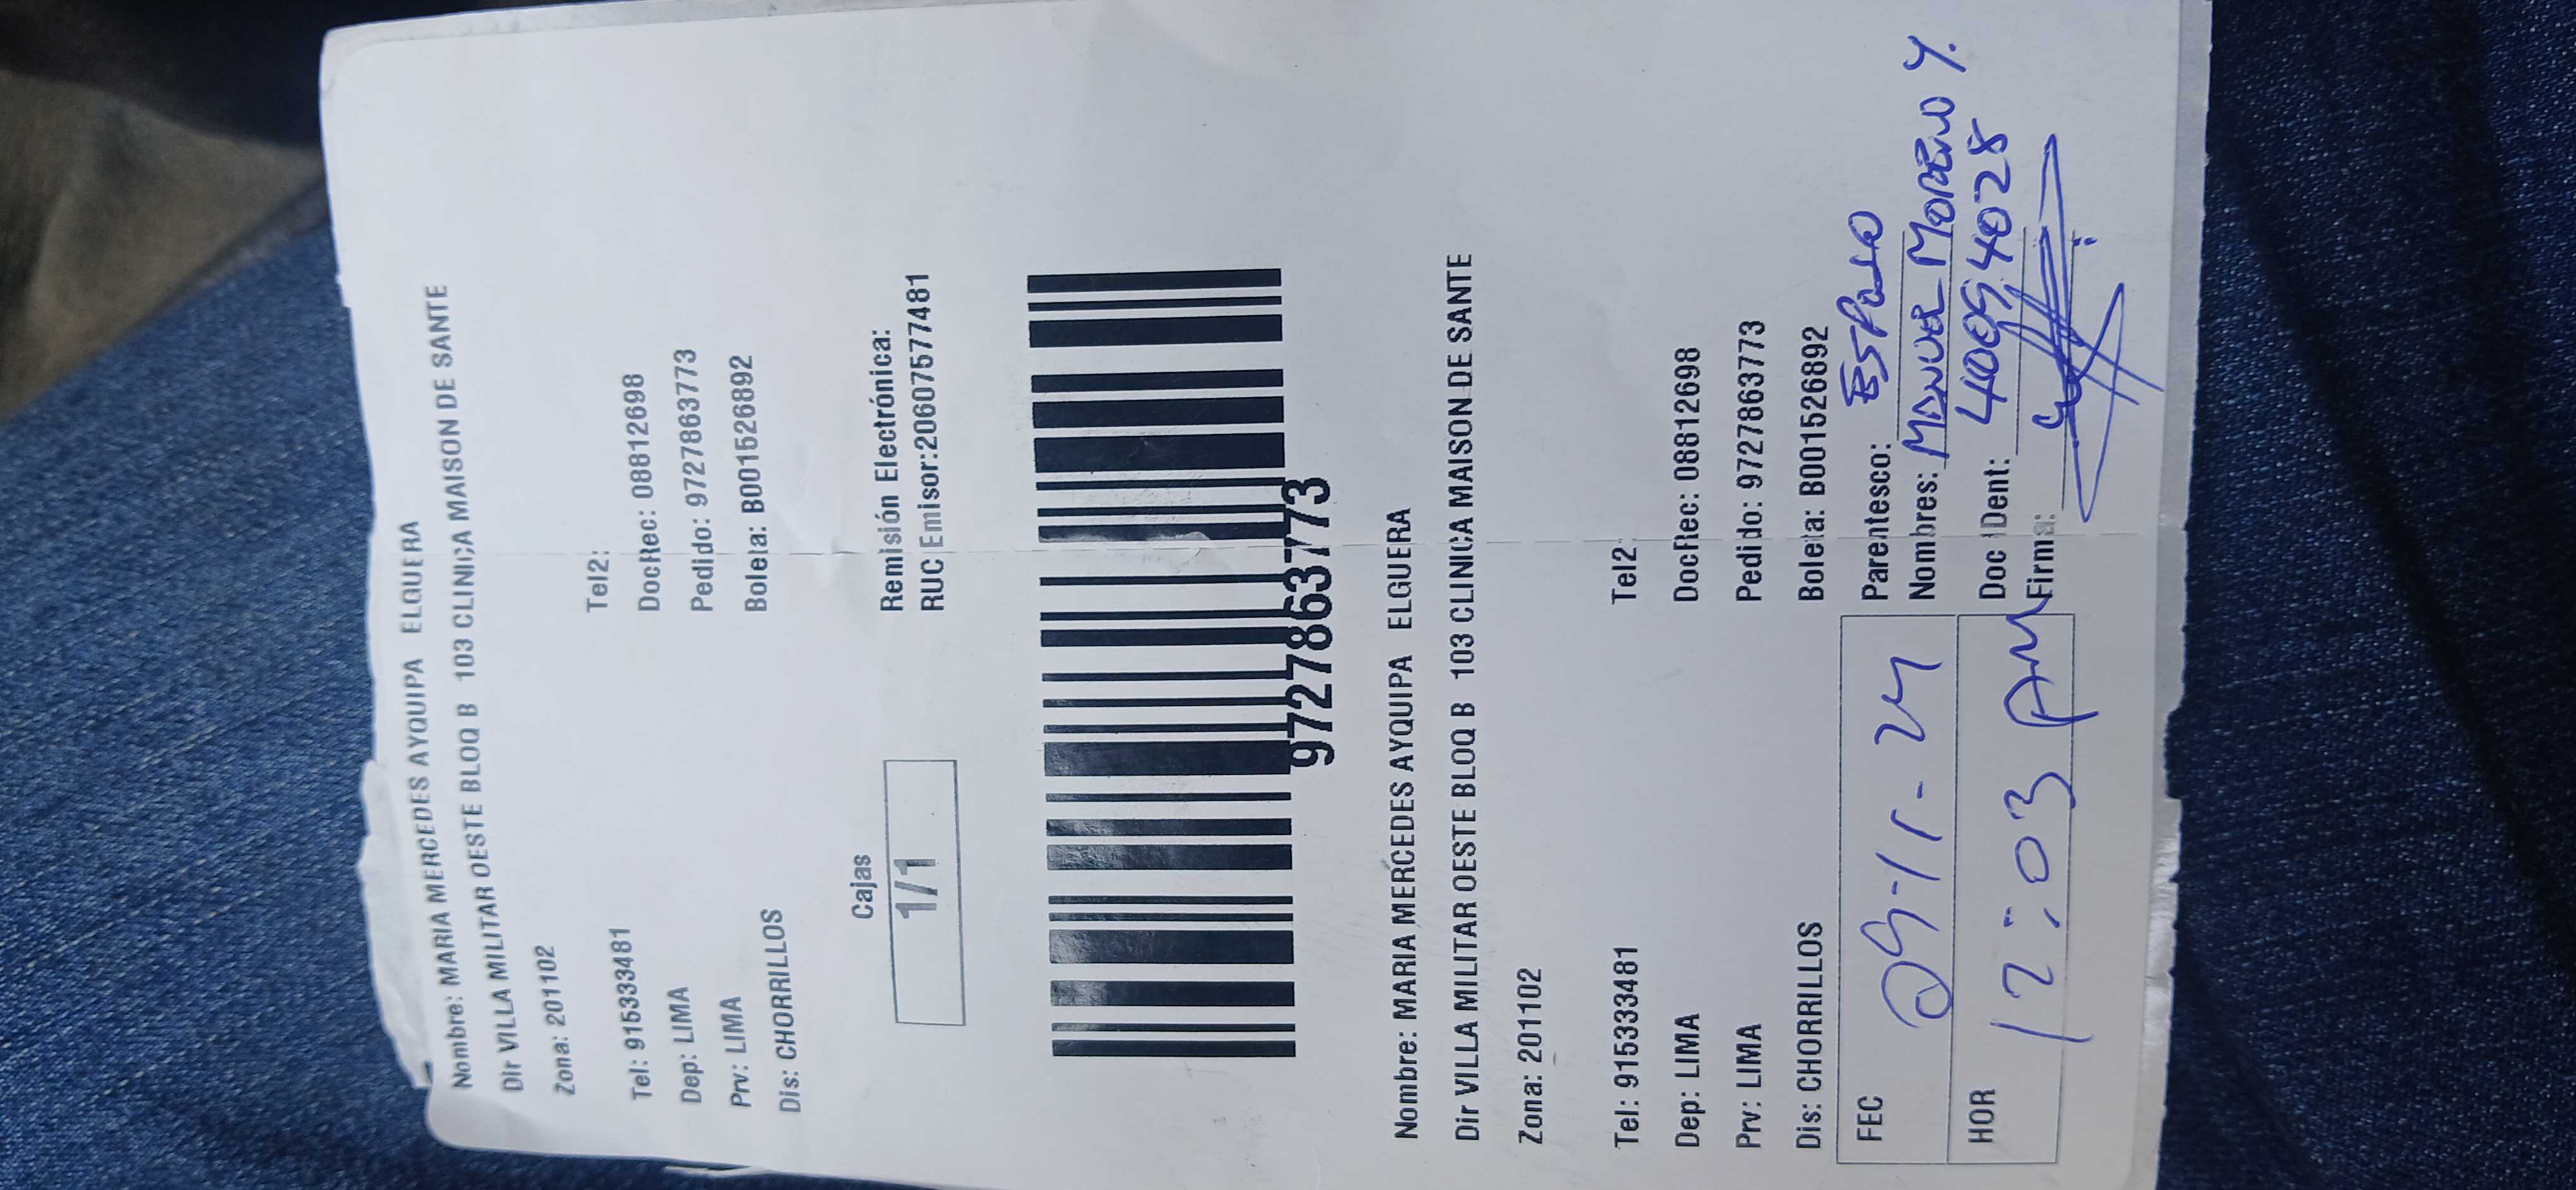 Nombre: MARIA MERCEDES AYQUIPA ELGUERA
Dir VILLA MILITAR OESTE BLOQ B 103 CLINICA MAISON DE SANTE
Zona: 201102
Tel: 915333481 Tel2:
Dep: LIMA DocRec: 08812698
Prv: LIMA Pedido: 9727863773
Dis: CHORRILLOS Boleta: B001526892
Cajas Remisión Electrónica:
1/1 RUC Emisor:20607577481
9727863773
Nombre: MARIA MERCEDES AYQUIPA ELGUERA
Dir VILLA MILITAR OESTE BLOQ B 103 CLINICA MAISON DE SANTE
Zona: 201102
Tel: 915333481 Tel2:
Dep: LIMA DocRec: 08812698
Prv: LIMA Pedido: 9727863773
Dis: CHORRILLOS Boleta: B001526892
FEC 29-11-24 Parentesco: ESPOSO
Nombres: MANUEL MORENO Y.
HOR 12:03 AM Doc Dent: 40094028
Firma: